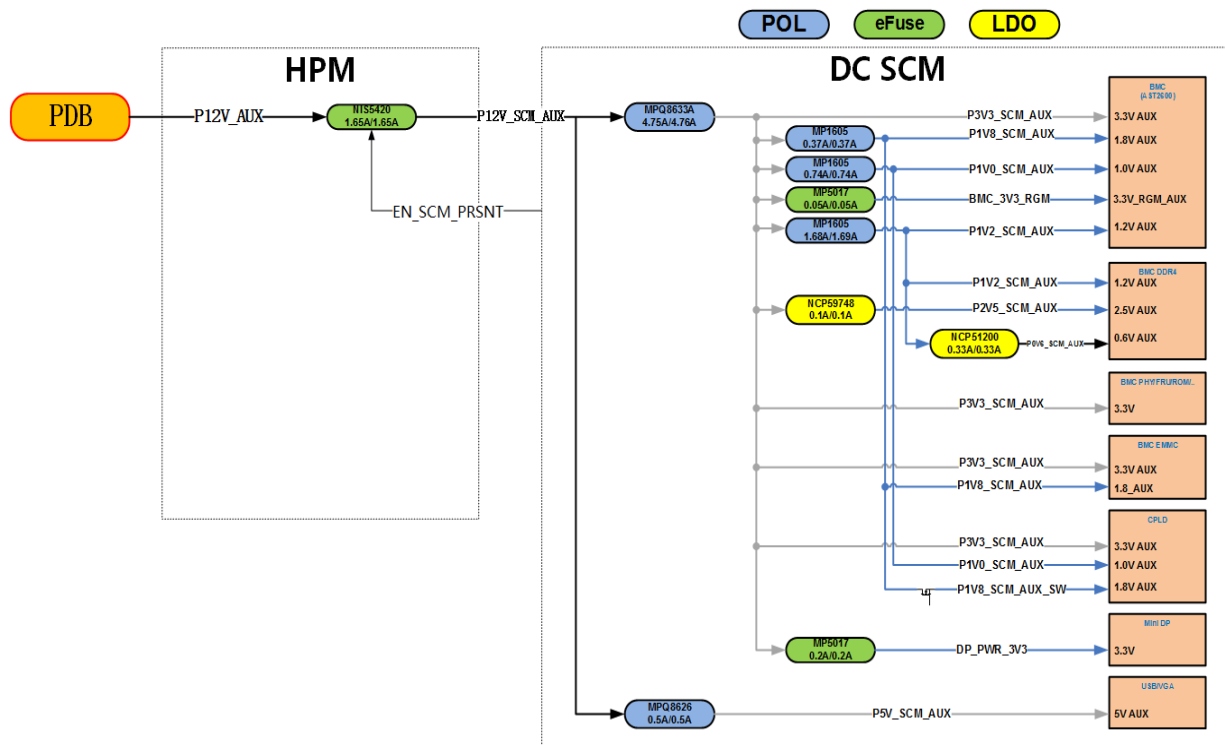 POL
eFuse
LDO
HPM
DC SCM
PDB
P12V_AUX
NIS5420
1.65A/1.65A
P12V_SCM_AUX
EN_SCM_PRSNT
MPQ8633A
4.75A/4.76A
MP1605
0.37A/0.37A
MP1605
0.74A/0.74A
MP5017
0.05A/0.05A
MP1605
1.68A/1.69A
NCP59748
0.1A/0.1A
NCP51200
0.33A/0.33A
MP5017
0.2A/0.2A
MPQ8626
0.5A/0.5A
P3V3_SCM_AUX
P1V8_SCM_AUX
P1V0_SCM_AUX
BMC_3V3_RGM
P1V2_SCM_AUX
P1V2_SCM_AUX
P2V5_SCM_AUX
P0V6_SCM_AUX
P3V3_SCM_AUX
P3V3_SCM_AUX
P1V8_SCM_AUX
P3V3_SCM_AUX
P1V0_SCM_AUX
P1V8_SCM_AUX_SW
DP_PWR_3V3
P5V_SCM_AUX
BMC
(AST2600)
3.3V AUX
1.8V AUX
1.0V AUX
3.3V_RGM_AUX
1.2V AUX
BMC DDR4
1.2V AUX
2.5V AUX
0.6V AUX
BMC PHY/FRU/ROM/..
3.3V
BMC EMMC
3.3V AUX
1.8_AUX
CPLD
3.3V AUX
1.0V AUX
1.8V AUX
Mini DP
3.3V
USB/VGA
5V AUX